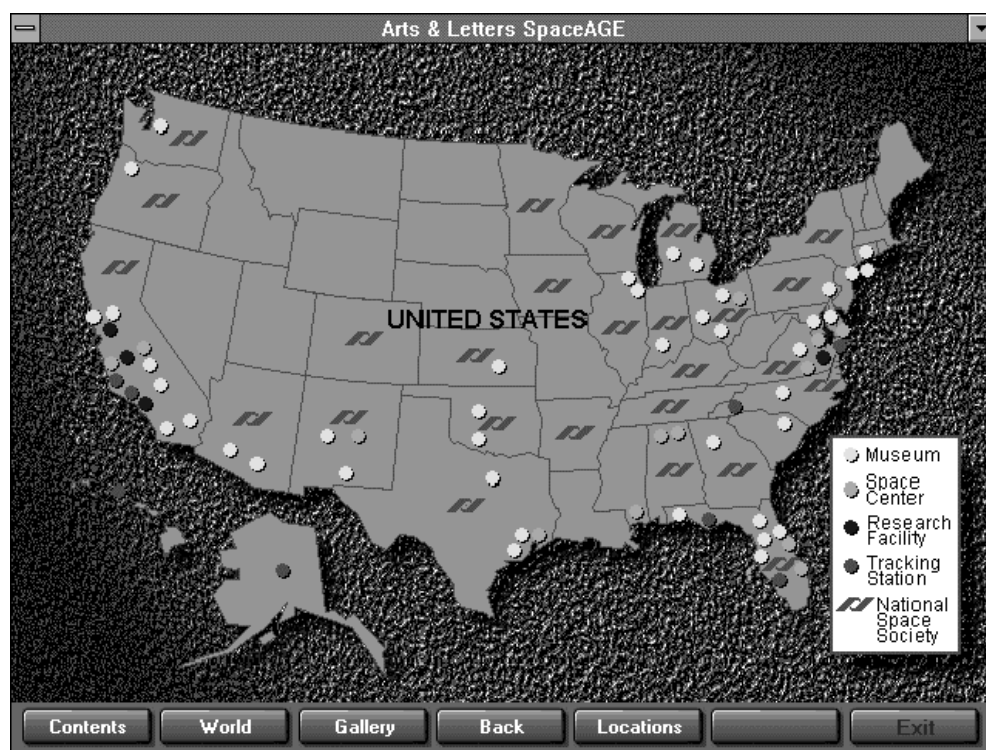 Arts & Letters SpaceAGE
UNITED STATES
Museum
Space
Center
Research
Facility
Tracking
Station
National
Space
Society
Contents
World
Gallery
Back
Locations
Exit